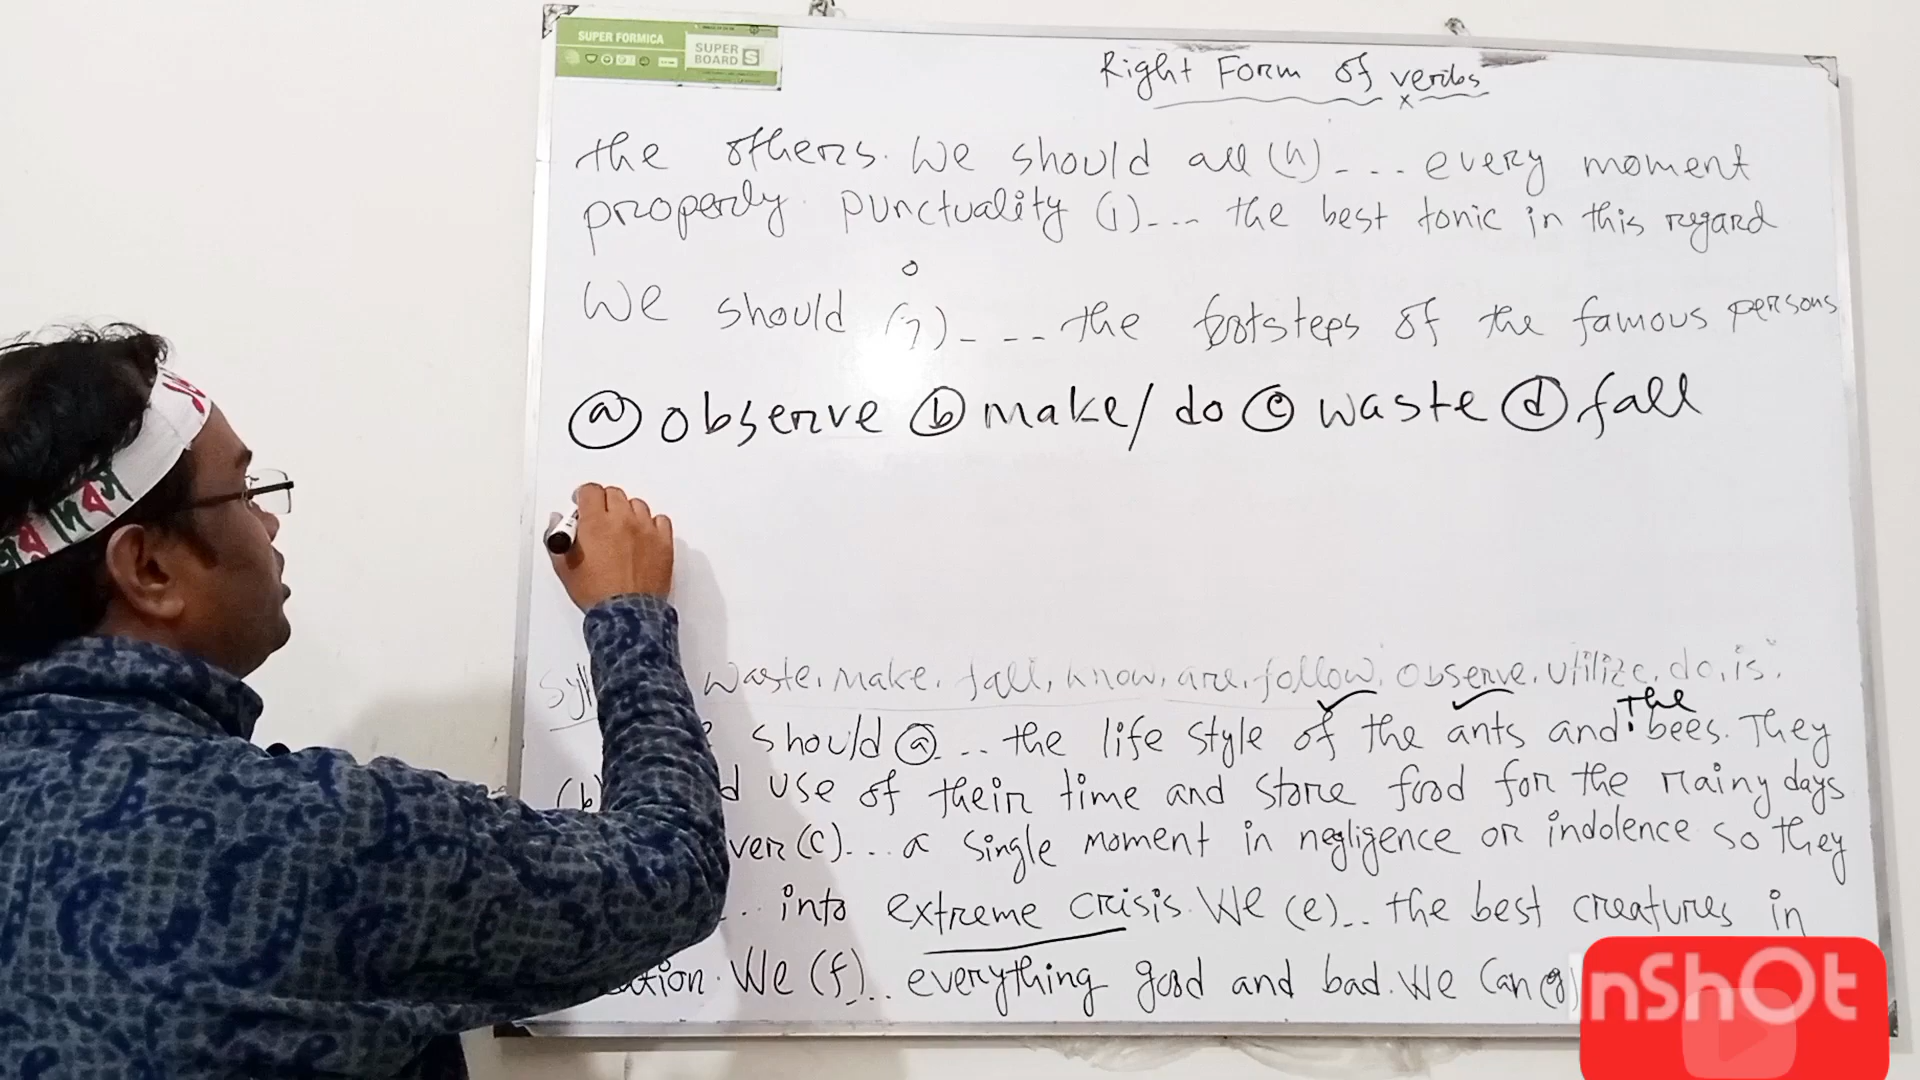 SUPER FORMICA
SUPER
BOARD S
Right Form of verbs
the others. We should all (h) - ... every moment
properly. punctuality (i)... the best tonic in this regard
We should (j) - ... the footsteps of the famous persons
(a) observe (b) make/ do (c) waste (d) fall
waste, make, fall, know, are, follow, observe, utilize, do, is,
should (a)... the life style of the ants and the bees. They
(b) use of their time and store food for the rainy days
ver (c)... a single moment in negligence or indolence so they
.. into extreme crisis. We (e)... the best creatures in
ation. We (f)... everything good and bad. We can (g)
InShOt